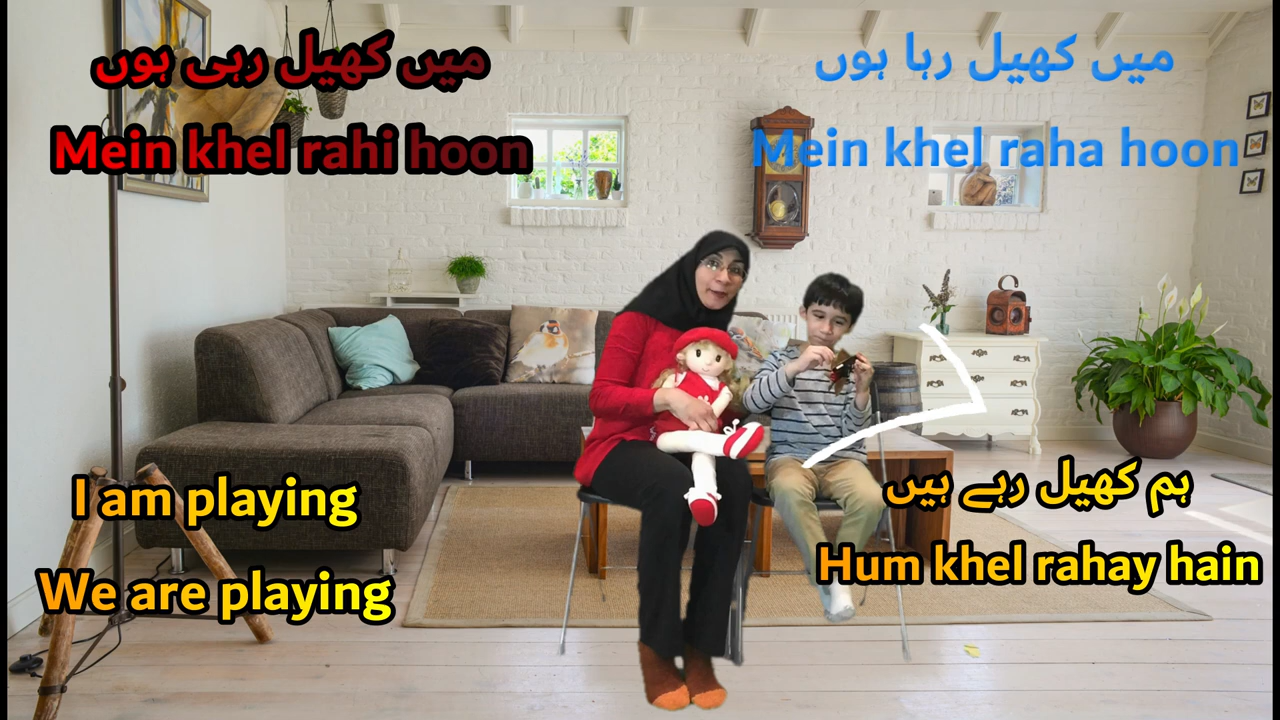 میں کھیل رہی ہوں
Mein khel rahi hoon
میں کھیل رہا ہوں
Mein khel raha hoon
I am playing
We are playing
ہم کھیل رہے ہیں
Hum khel rahay hain